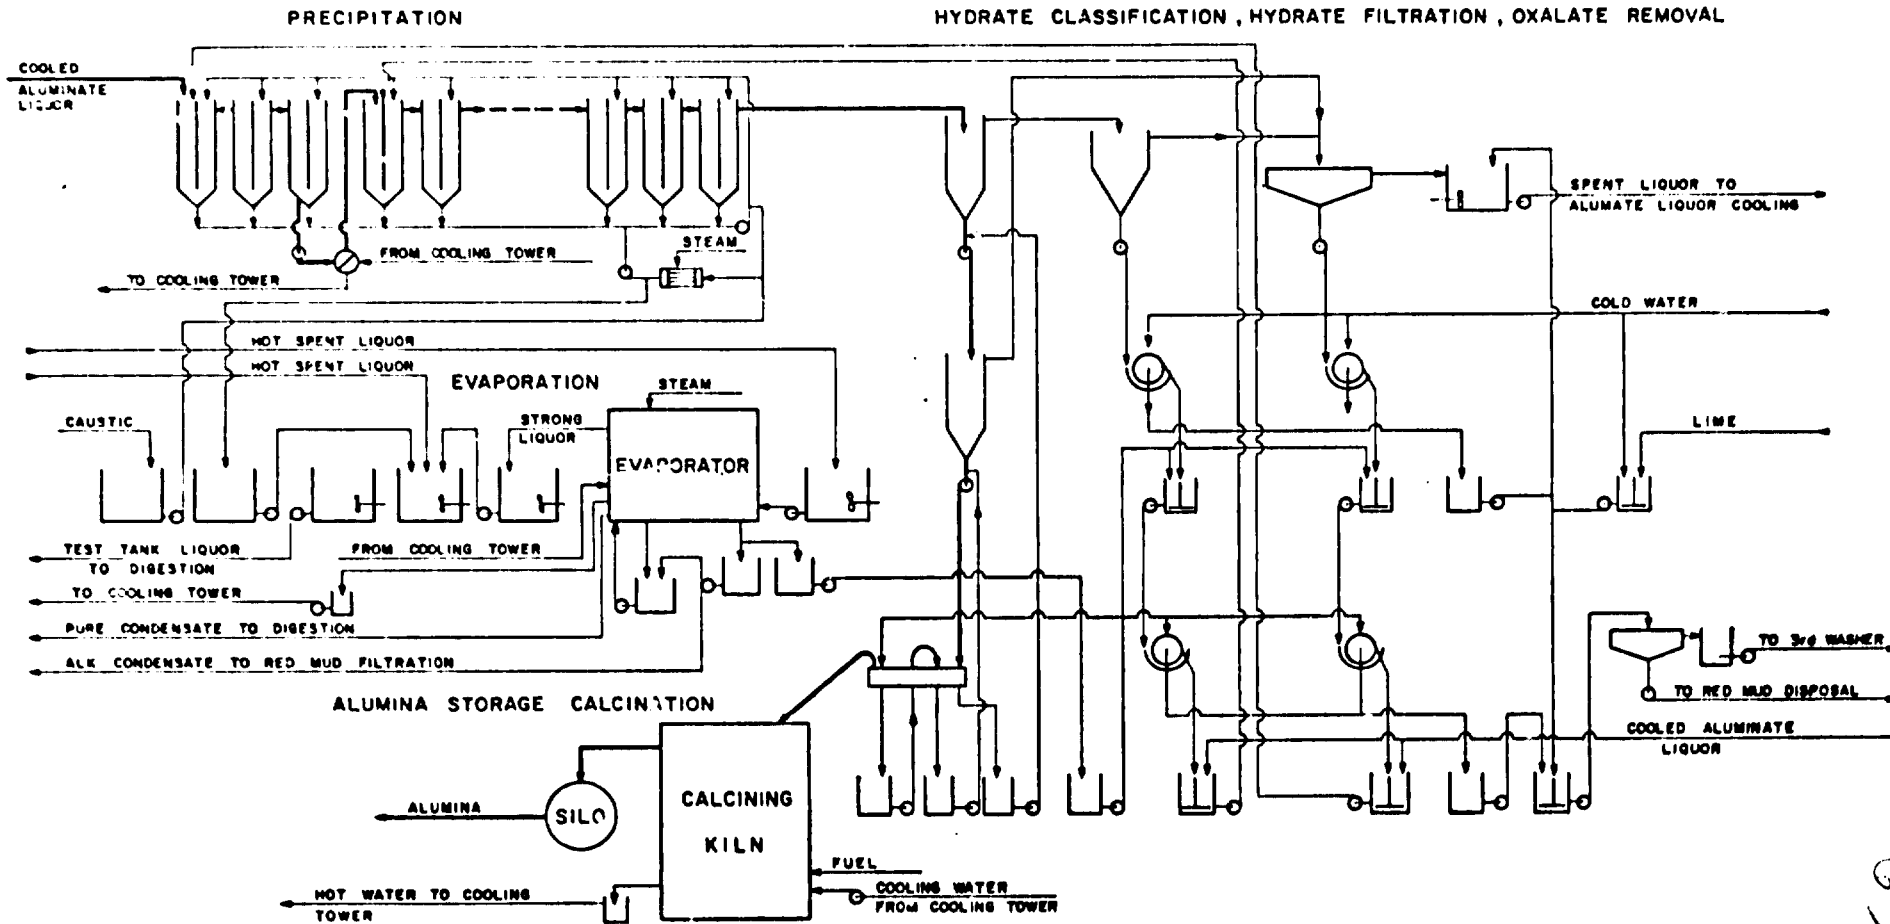 PRECIPITATION
HYDRATE CLASSIFICATION , HYDRATE FILTRATION , OXALATE REMOVAL
COOLED
ALUMINATE
LIQUOR
SPENT LIQUOR TO
ALUMATE LIQUOR COOLING
STEAM
FROM COOLING TOWER
TO COOLING TOWER
COLD WATER
HOT SPENT LIQUOR
HOT SPENT LIQUOR
EVAPORATION
STEAM
CAUSTIC
STRONG
LIQUOR
LIME
EVAPORATOR
TEST TANK LIQUOR
TO DIGESTION
FROM COOLING TOWER
TO COOLING TOWER
PURE CONDENSATE TO DIGESTION
ALK CONDENSATE TO RED MUD FILTRATION
TO 3rd WASHER
TO RED MUD DISPOSAL
ALUMINA STORAGE CALCINATION
COOLED ALUMINATE
LIQUOR
CALCINING
KILN
ALUMINA
SILO
FUEL
HOT WATER TO COOLING
TOWER
COOLING WATER
FROM COOLING TOWER